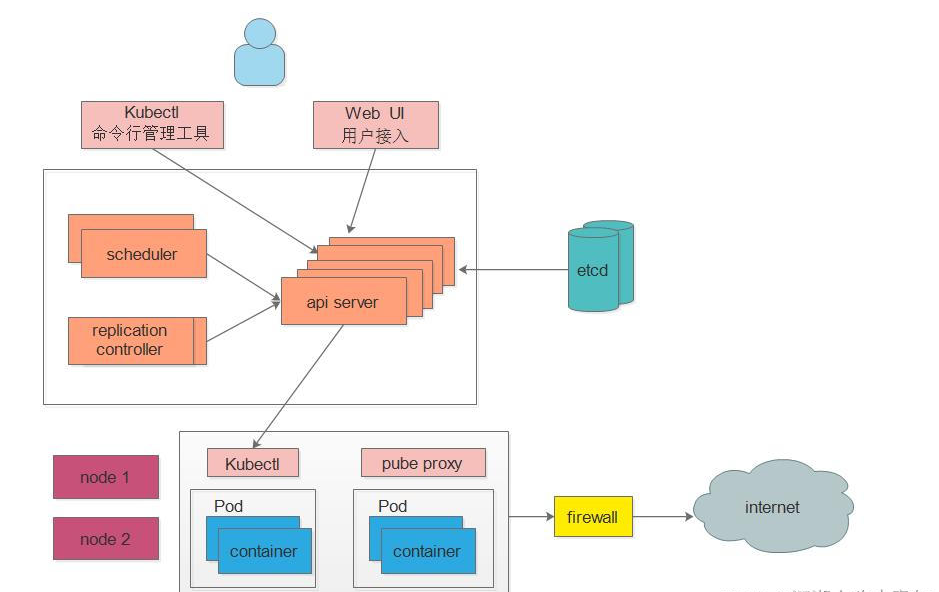 Kubectl
命令行管理工具
Web UI
用户接入
scheduler
api server
etcd
replication
controller
Kubectl
pube proxy
node 1
node 2
Pod
container
Pod
container
firewall
internet